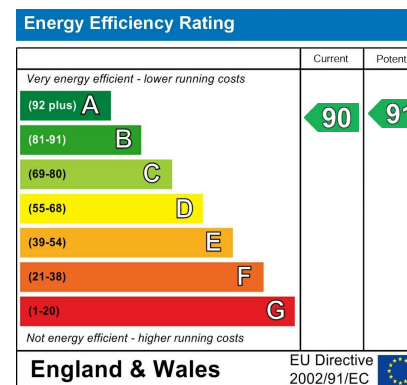 Energy Efficiency Rating
Current Potent
Very energy efficient - lower running costs
(92 plus) A
(81-91) B
(69-80) C
(55-68) D
(39-54) E
(21-38) F
(1-20) G
90
91
Not energy efficient - higher running costs
England & Wales
EU Directive
2002/91/EC